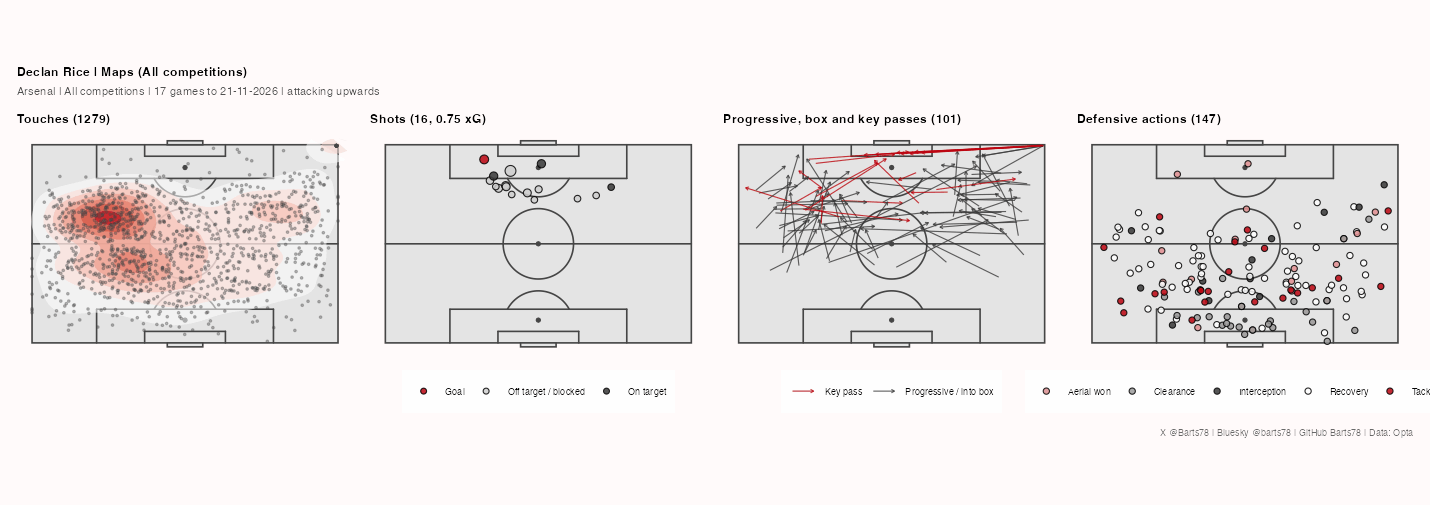 Declan Rice | Maps (All competitions)
Arsenal | All competitions | 17 games to 21-11-2026 | attacking upwards
Touches (1279)
Shots (16, 0.75 xG)
Progressive, box and key passes (101)
Defensive actions (147)
Goal
Off target / blocked
On target
Key pass
Progressive / into box
Aerial won
Clearance
Interception
Recovery
Tack
X @Barts78 | Bluesky @barts78 | GitHub Barts78 | Data: Opta